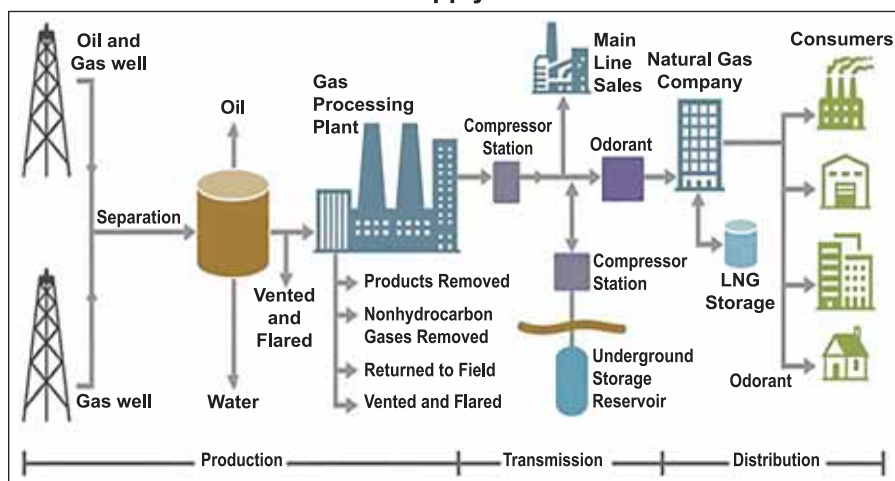 Oil and
Gas well
Oil
Gas
Processing
Plant
Main
Line
Sales
Natural Gas
Company
Consumers
Compressor
Station
Odorant
Separation
Vented
and
Flared
Products Removed
Nonhydrocarbon
Gases Removed
Returned to Field
Vented and Flared
Compressor
Station
LNG
Storage
Underground
Storage
Reservoir
Odorant
Gas well
Water
Production
Transmission
Distribution